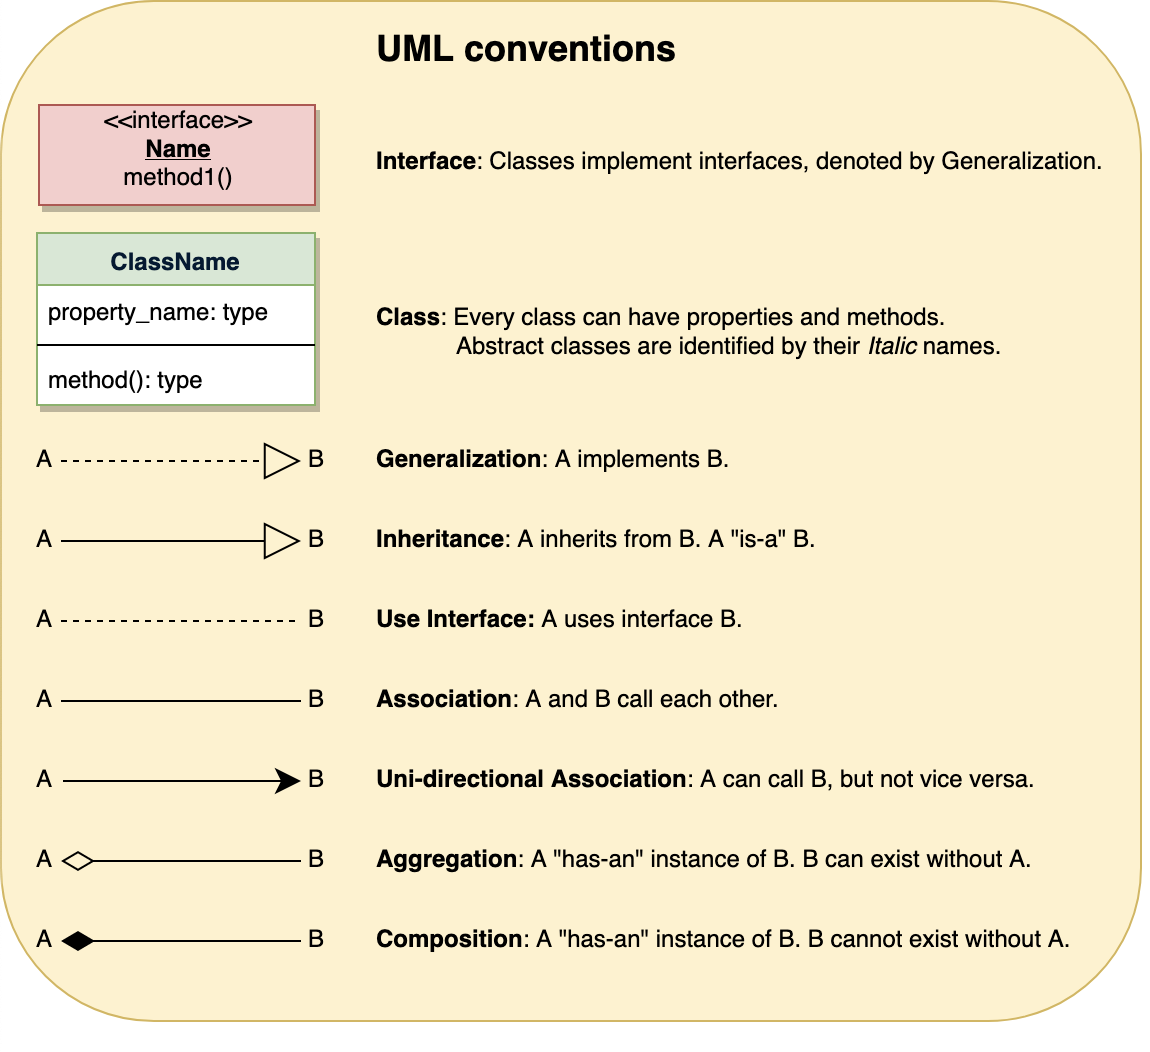 UML conventions
<<interface>>
Name
method1()
Interface: Classes implement interfaces, denoted by Generalization.
ClassName
property_name: type
method(): type
Class: Every class can have properties and methods.
Abstract classes are identified by their Italic names.
A B Generalization: A implements B.
A B Inheritance: A inherits from B. A "is-a" B.
A B Use Interface: A uses interface B.
A B Association: A and B call each other.
A B Uni-directional Association: A can call B, but not vice versa.
A B Aggregation: A "has-an" instance of B. B can exist without A.
A B Composition: A "has-an" instance of B. B cannot exist without A.